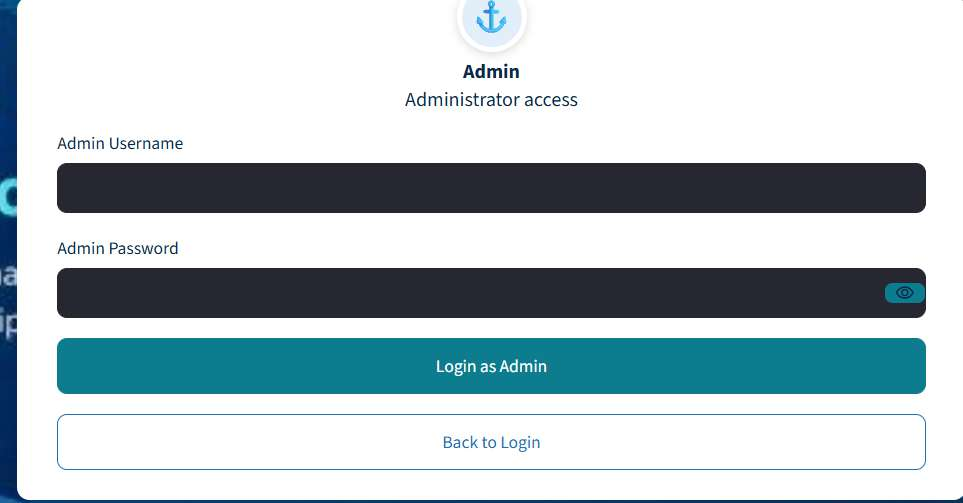 Admin
Administrator access
Admin Username
Admin Password
Login as Admin
Back to Login